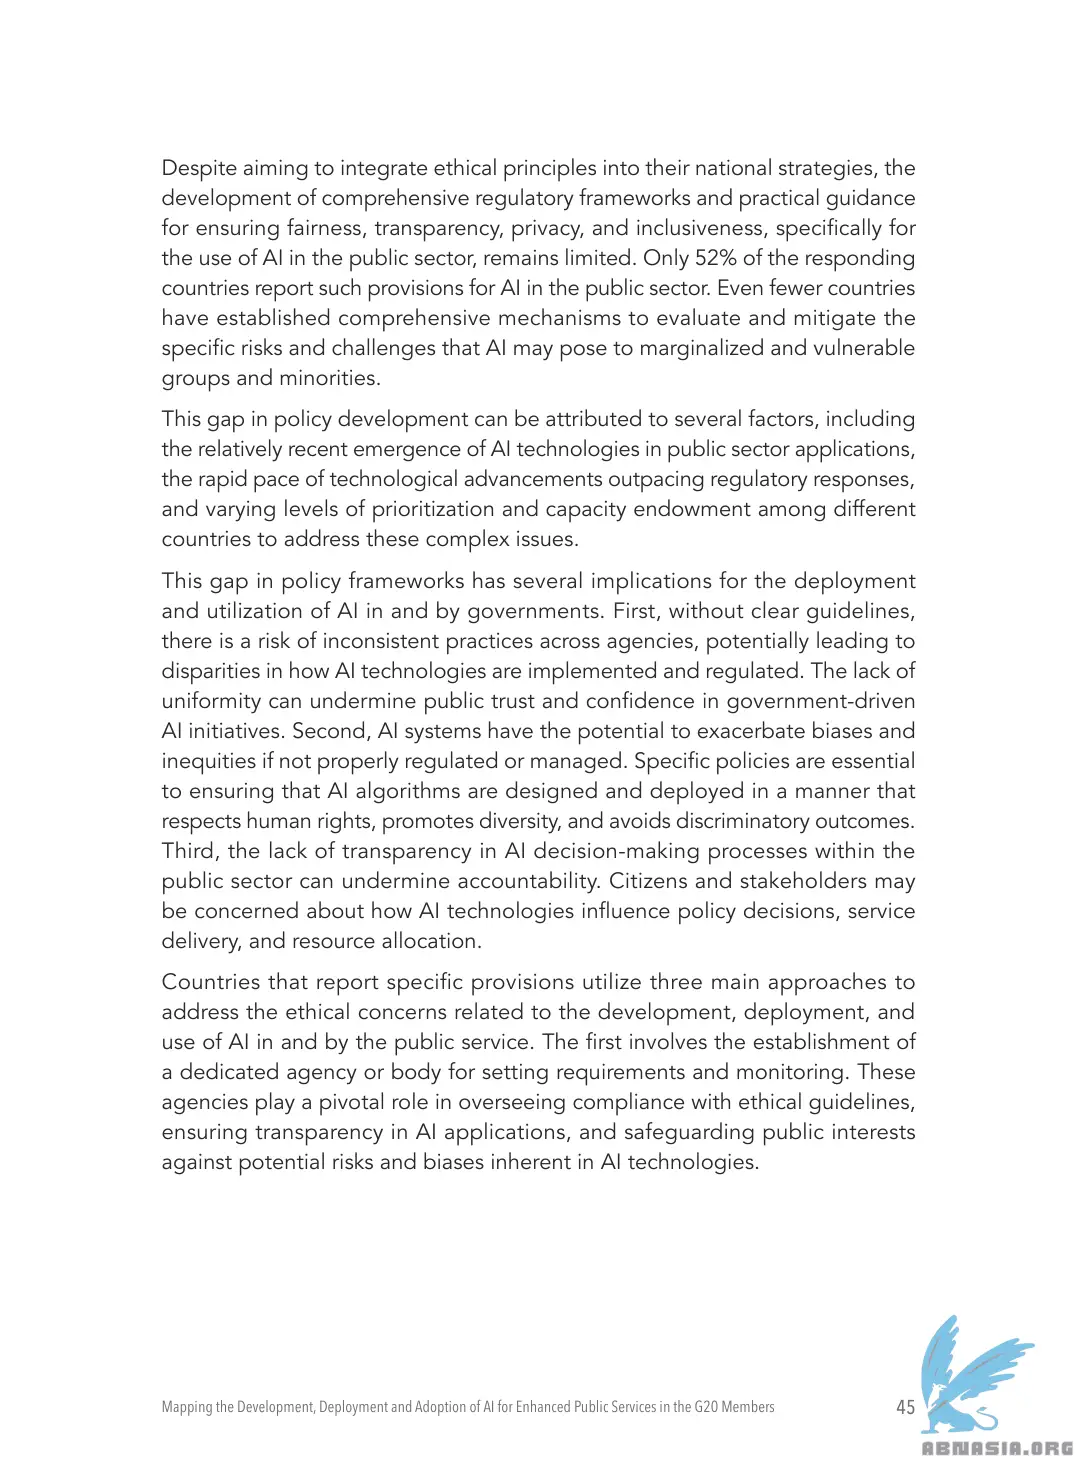 Despite aiming to integrate ethical principles into their national strategies, the
development of comprehensive regulatory frameworks and practical guidance
for ensuring fairness, transparency, privacy, and inclusiveness, specifically for
the use of AI in the public sector, remains limited. Only 52% of the responding
countries report such provisions for AI in the public sector. Even fewer countries
have established comprehensive mechanisms to evaluate and mitigate the
specific risks and challenges that AI may pose to marginalized and vulnerable
groups and minorities.
This gap in policy development can be attributed to several factors, including
the relatively recent emergence of AI technologies in public sector applications,
the rapid pace of technological advancements outpacing regulatory responses,
and varying levels of prioritization and capacity endowment among different
countries to address these complex issues.
This gap in policy frameworks has several implications for the deployment
and utilization of AI in and by governments. First, without clear guidelines,
there is a risk of inconsistent practices across agencies, potentially leading to
disparities in how AI technologies are implemented and regulated. The lack of
uniformity can undermine public trust and confidence in government-driven
AI initiatives. Second, AI systems have the potential to exacerbate biases and
inequities if not properly regulated or managed. Specific policies are essential
to ensuring that AI algorithms are designed and deployed in a manner that
respects human rights, promotes diversity, and avoids discriminatory outcomes.
Third, the lack of transparency in AI decision-making processes within the
public sector can undermine accountability. Citizens and stakeholders may
be concerned about how AI technologies influence policy decisions, service
delivery, and resource allocation.
Countries that report specific provisions utilize three main approaches to
address the ethical concerns related to the development, deployment, and
use of AI in and by the public service. The first involves the establishment of
a dedicated agency or body for setting requirements and monitoring. These
agencies play a pivotal role in overseeing compliance with ethical guidelines,
ensuring transparency in AI applications, and safeguarding public interests
against potential risks and biases inherent in AI technologies.
Mapping the Development, Deployment and Adoption of AI for Enhanced Public Services in the G20 Members 45
ABNASIA.ORG